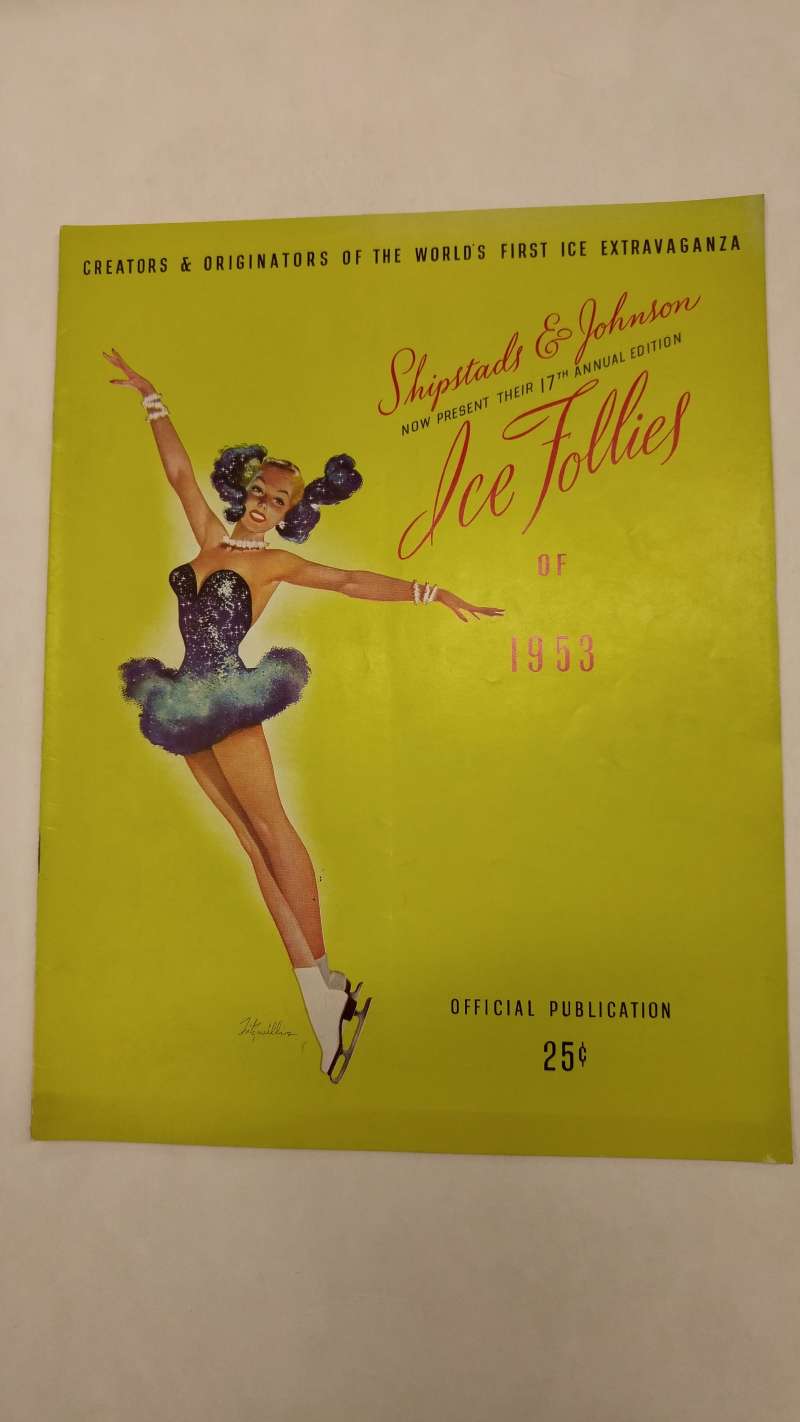 CREATORS & ORIGINATORS OF THE WORLD'S FIRST ICE EXTRAVAGANZA
Shipstads & Johnson
NOW PRESENT THEIR 17TH ANNUAL EDITION
Ice Follies
OF
1953
OFFICIAL PUBLICATION
25¢